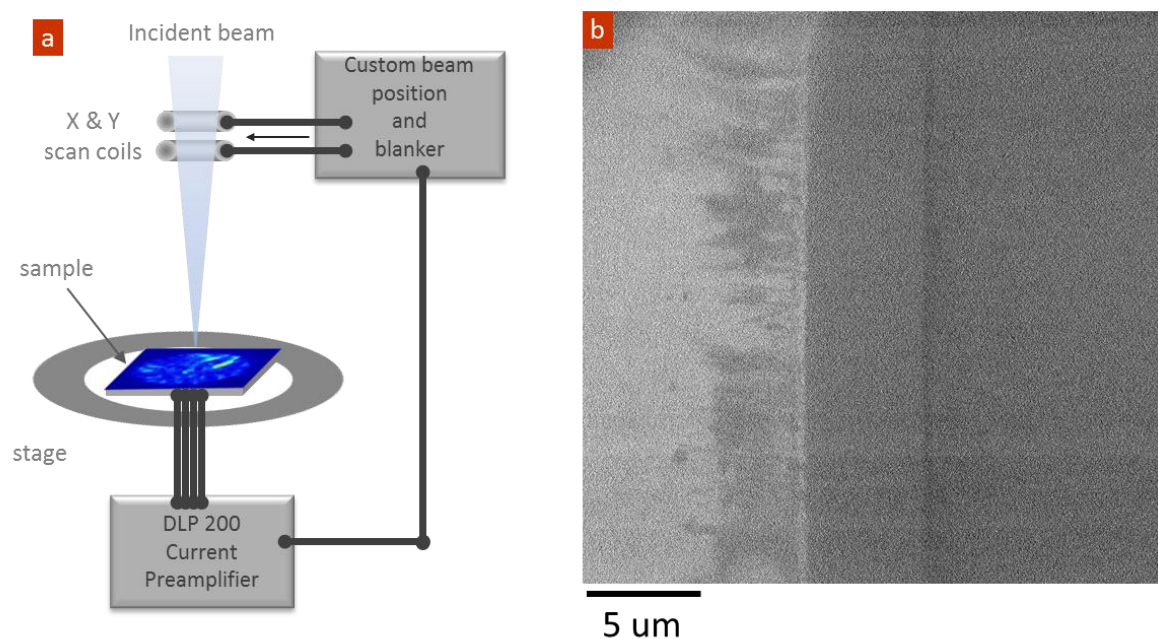 a
Incident beam
X & Y
scan coils
Custom beam
position
and
blanker
sample
stage
DLP 200
Current
Preamplifier
b
5 um